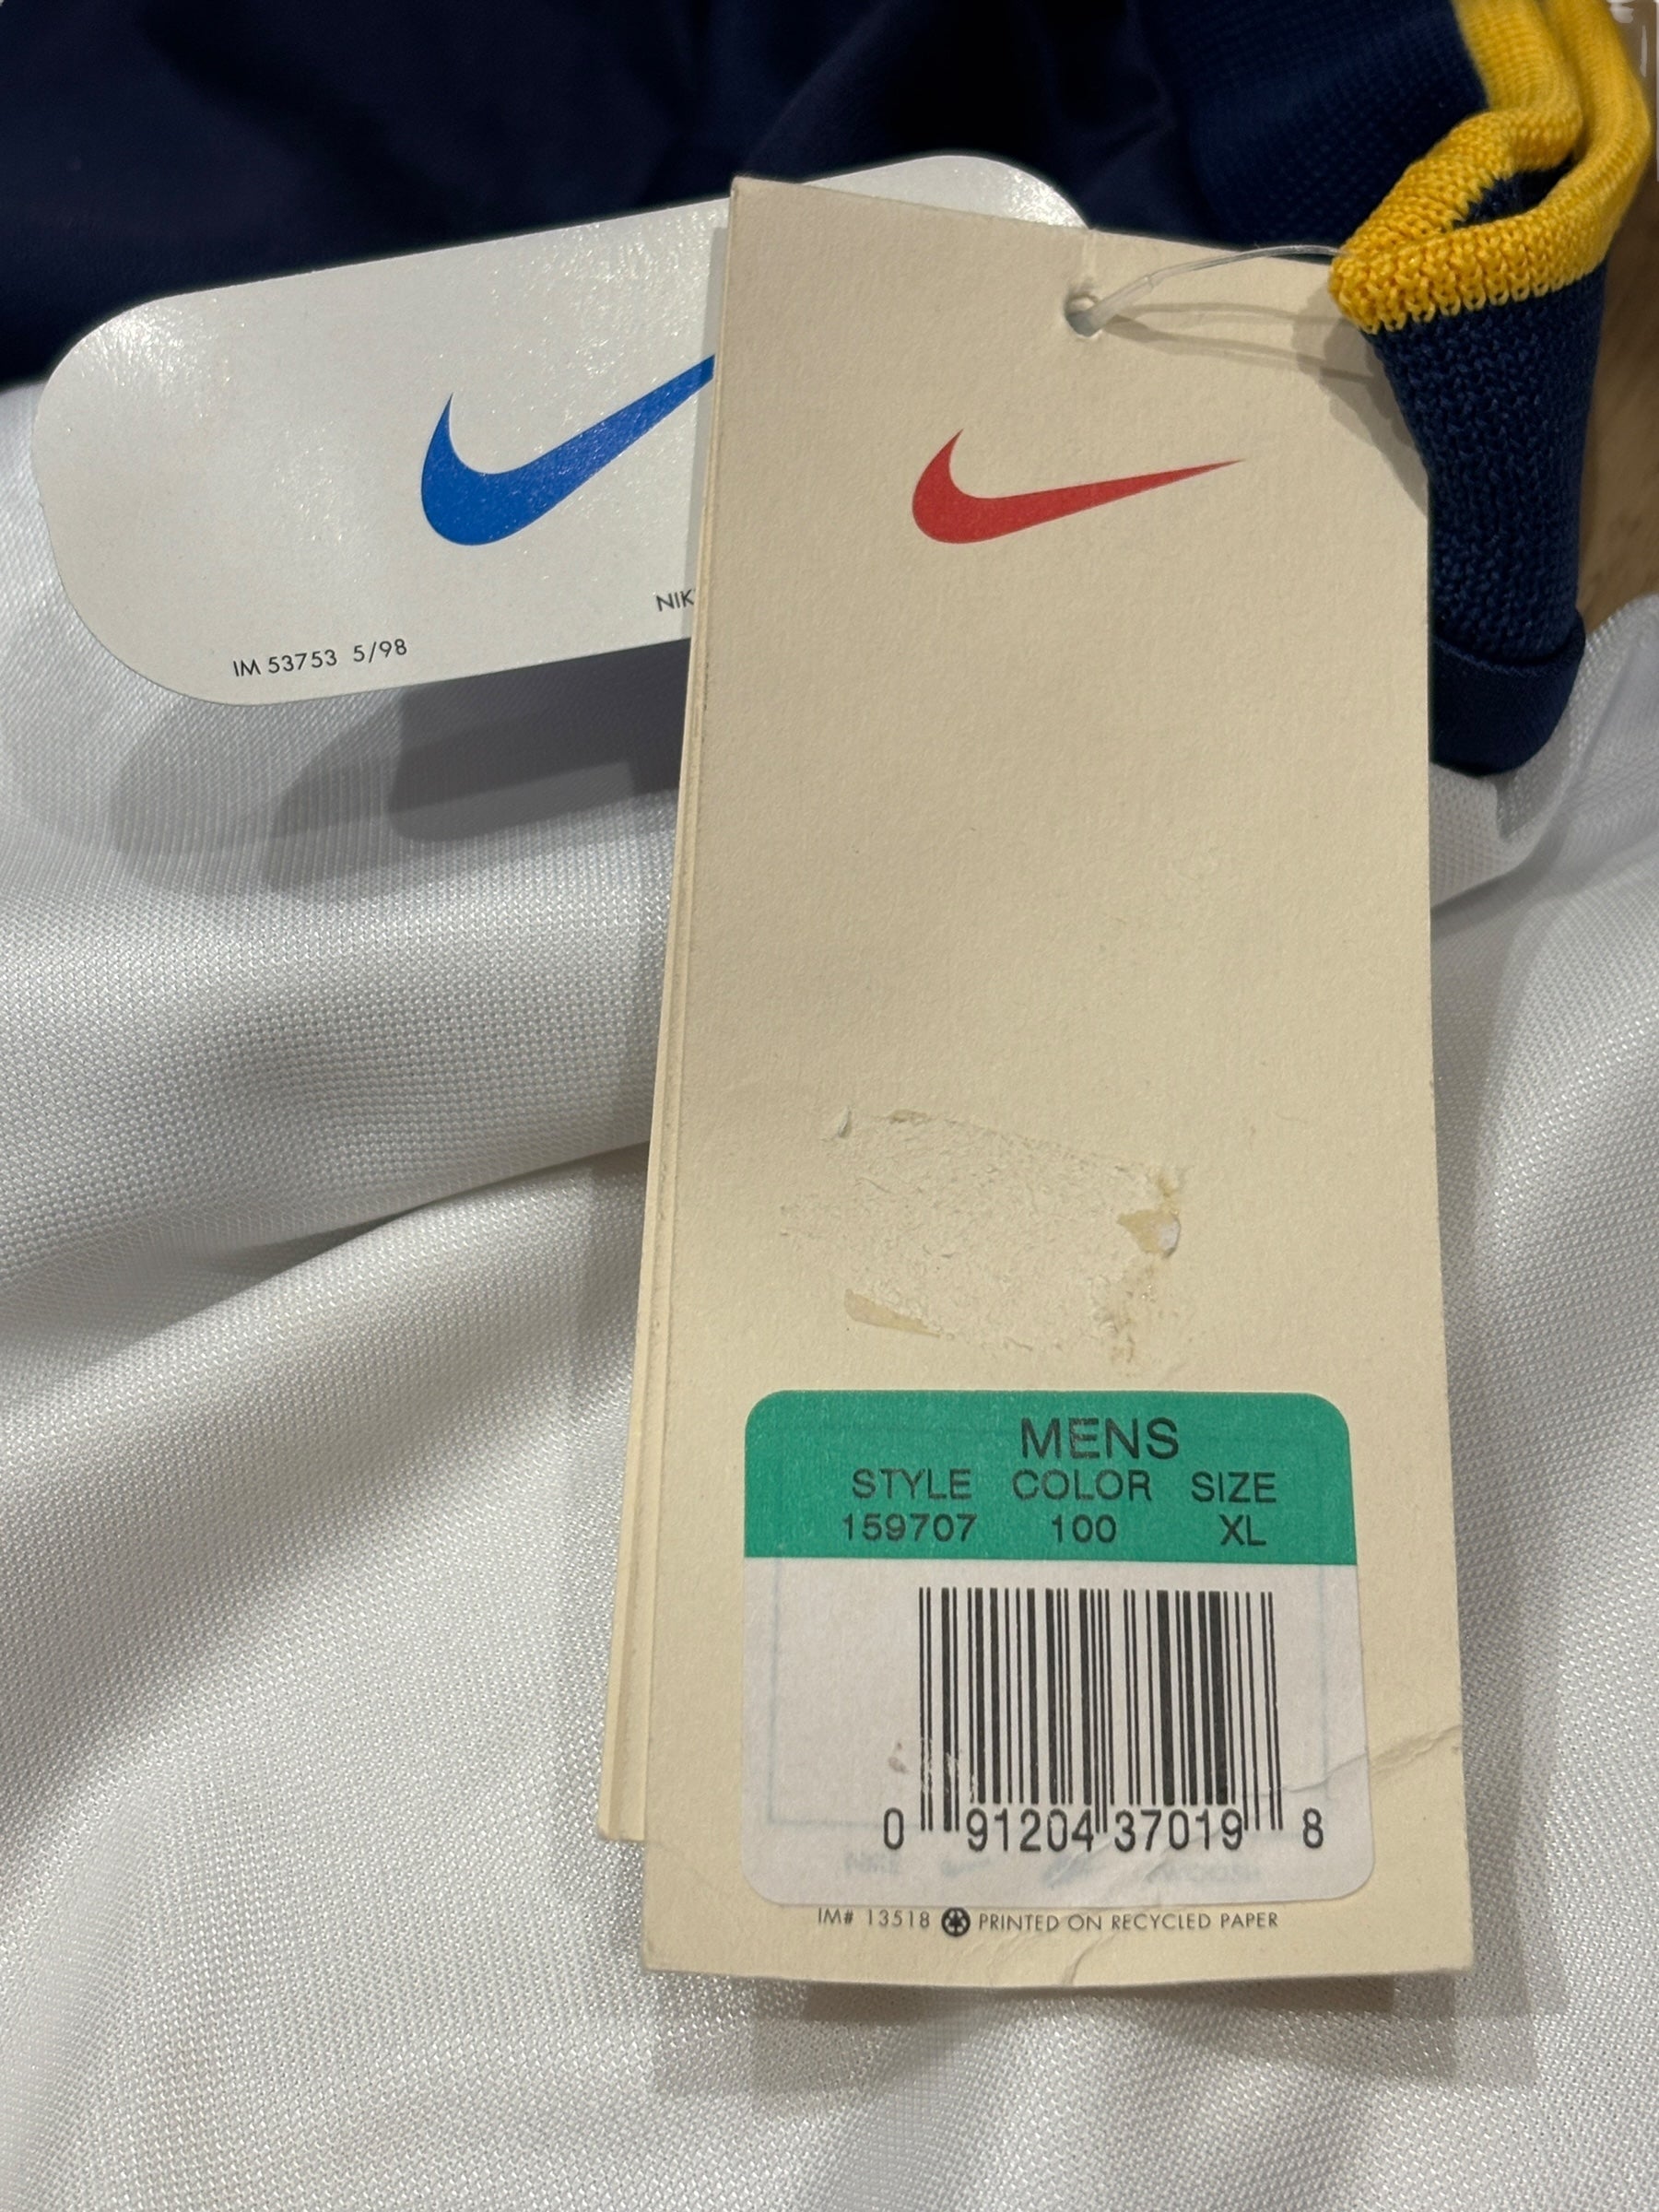 NIK
IM 53753 5/98
MENS
STYLE COLOR SIZE
159707 100 XL
0 91204 37019 8
IM# 13518 PRINTED ON RECYCLED PAPER